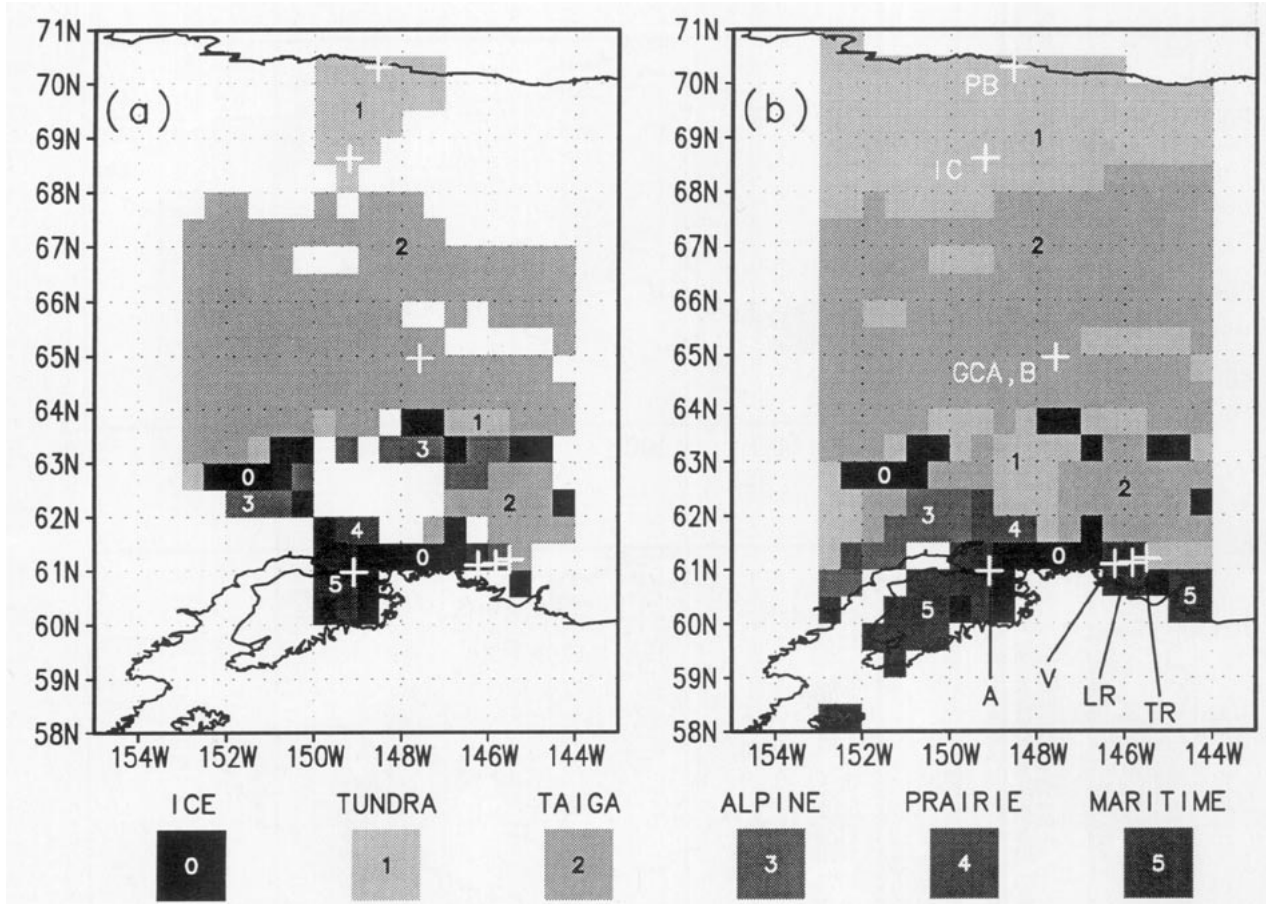 71N 71N
70N 70N
69N 69N
68N 68N
67N 67N
66N 66N
65N 65N
64N 64N
63N 63N
62N 62N
61N 61N
60N 60N
59N 59N
58N 58N
(a) (b)
1
2
1
3
0
3
2
4
0
5
PB
1
IC
2
GCA,B
1
0
2
3
4
0
5
5
A
V
LR
TR
154W 152W 150W 148W 146W 144W
154W 152W 150W 148W 146W 144W
ICE TUNDRA TAIGA ALPINE PRAIRIE MARITIME
0 1 2 3 4 5